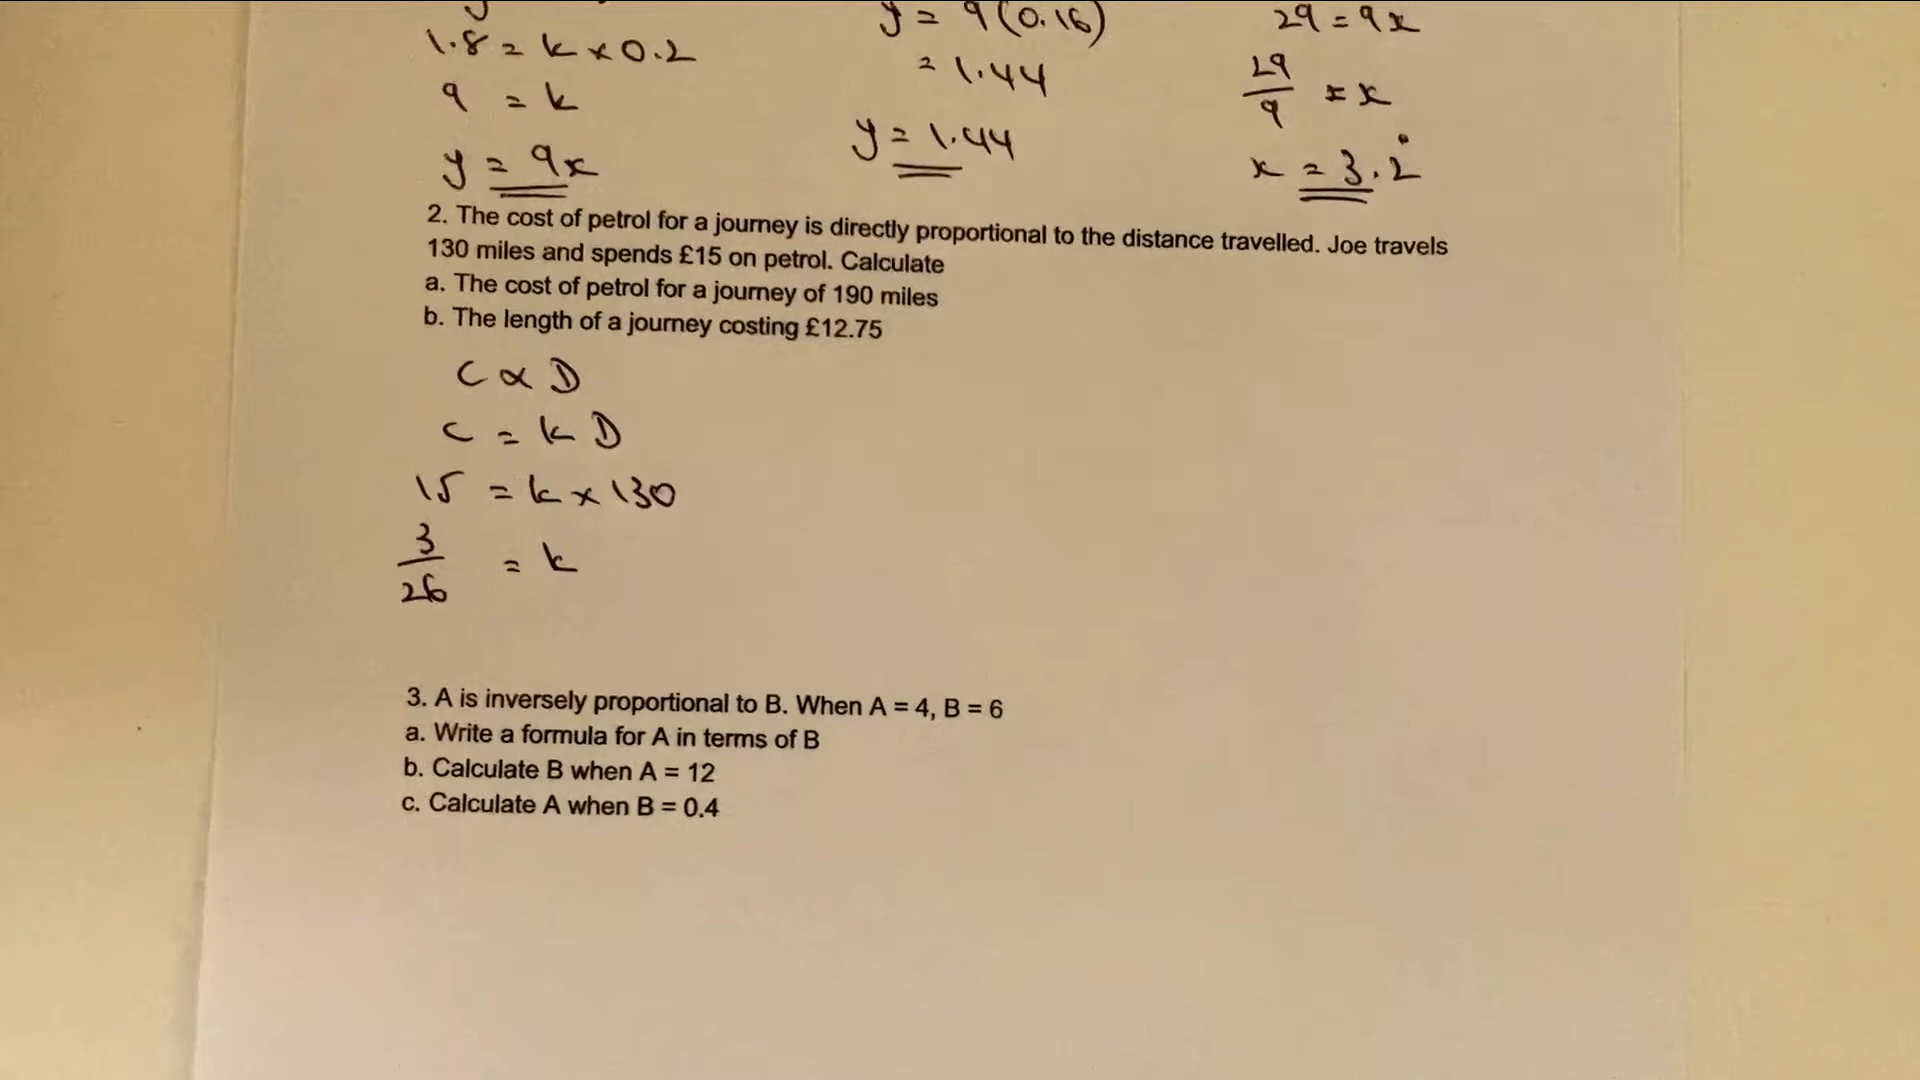 1.8 = k × 0.2
9 = k
y = 9x
y = 9(0.16)
= 1.44
y = 1.44
29 = 9x
29/9 = x
x = 3.2̇
2. The cost of petrol for a journey is directly proportional to the distance travelled. Joe travels
130 miles and spends £15 on petrol. Calculate
a. The cost of petrol for a journey of 190 miles
b. The length of a journey costing £12.75
C ∝ D
C = k D
15 = k × 130
3/26 = k
3. A is inversely proportional to B. When A = 4, B = 6
a. Write a formula for A in terms of B
b. Calculate B when A = 12
c. Calculate A when B = 0.4